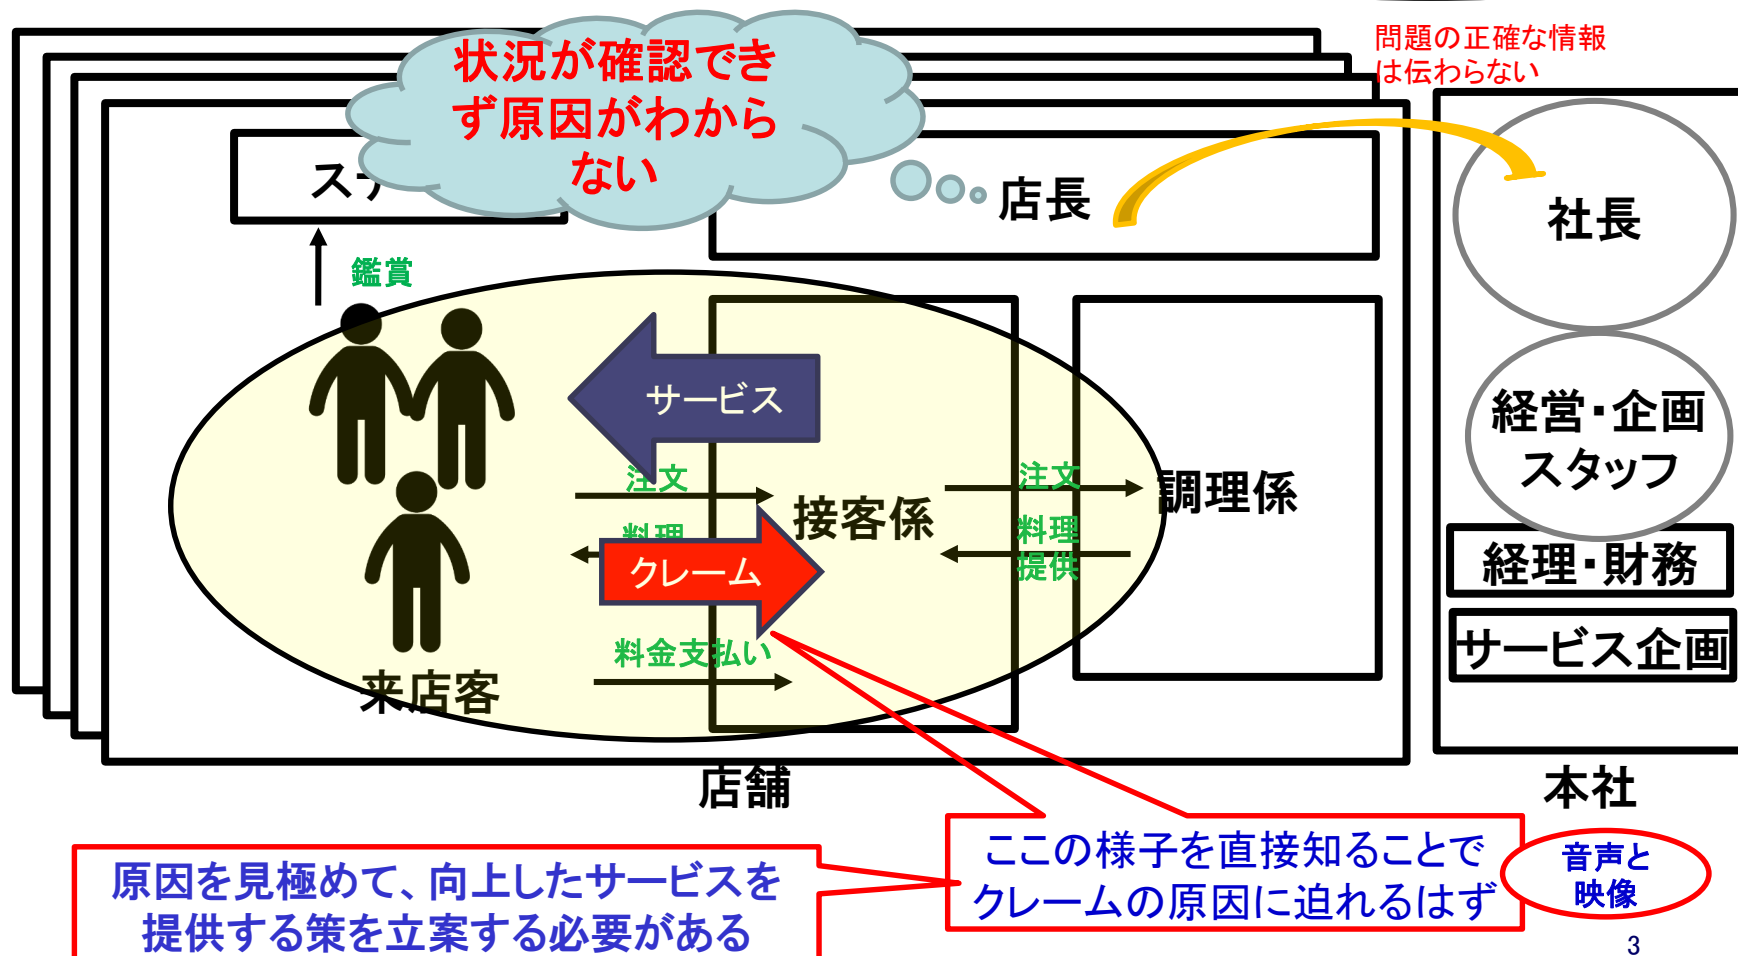 状況が確認でき
ず原因がわから
ない
問題の正確な情報
は伝わらない
店長
社長
鑑賞
サービス
経営・企画
スタッフ
注文
注文
接客係
調理係
料理
料理
提供
クレーム
経理・財務
料金支払い
サービス企画
来店客
店舗
本社
ここの様子を直接知ることで
クレームの原因に迫れるはず
音声と
映像
原因を見極めて、向上したサービスを
提供する策を立案する必要がある
3